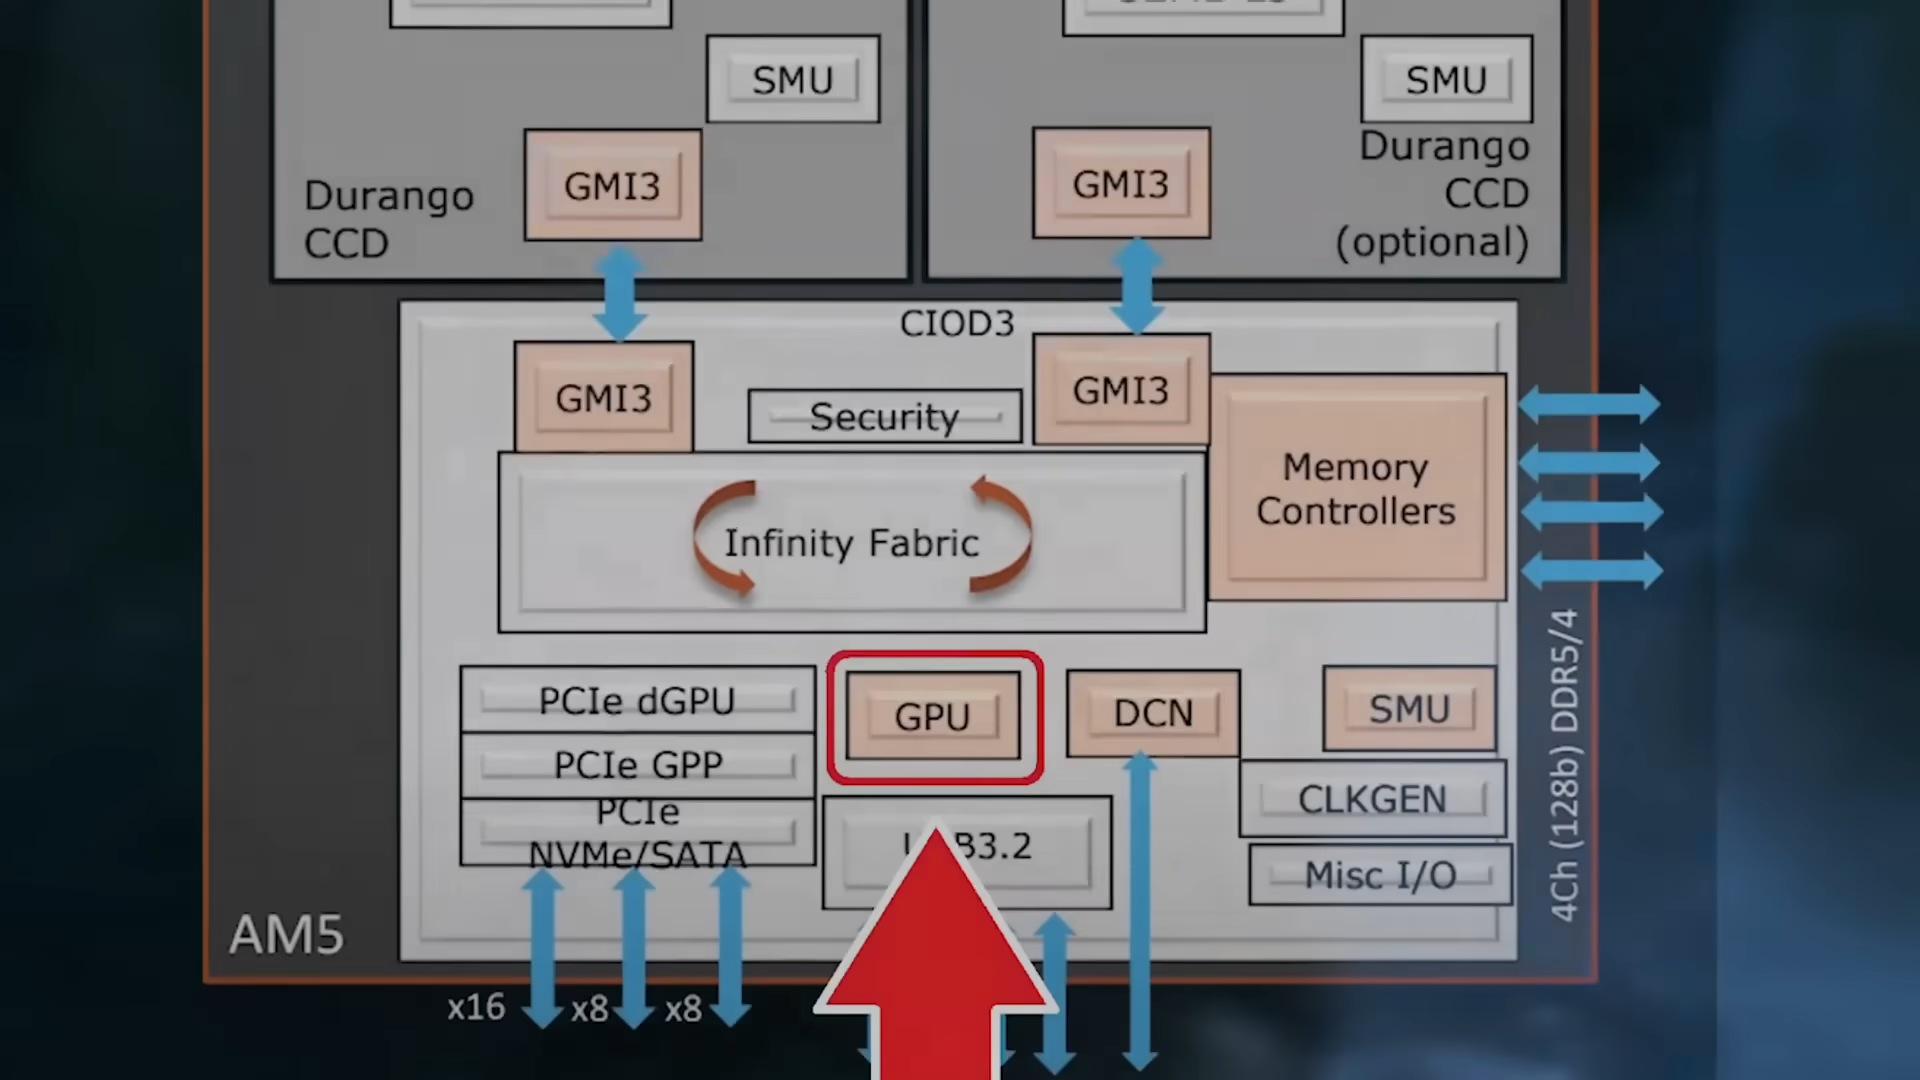 SMU
SMU
GMI3
GMI3
Durango
CCD
Durango
CCD
(optional)
CIOD3
GMI3
Security
GMI3
Memory
Controllers
Infinity Fabric
PCIe dGPU
GPU
DCN
SMU
PCIe GPP
CLKGEN
PCIe
NVMe/SATA
B3.2
Misc I/O
4Ch (128b) DDR5/4
AM5
x16
x8
x8